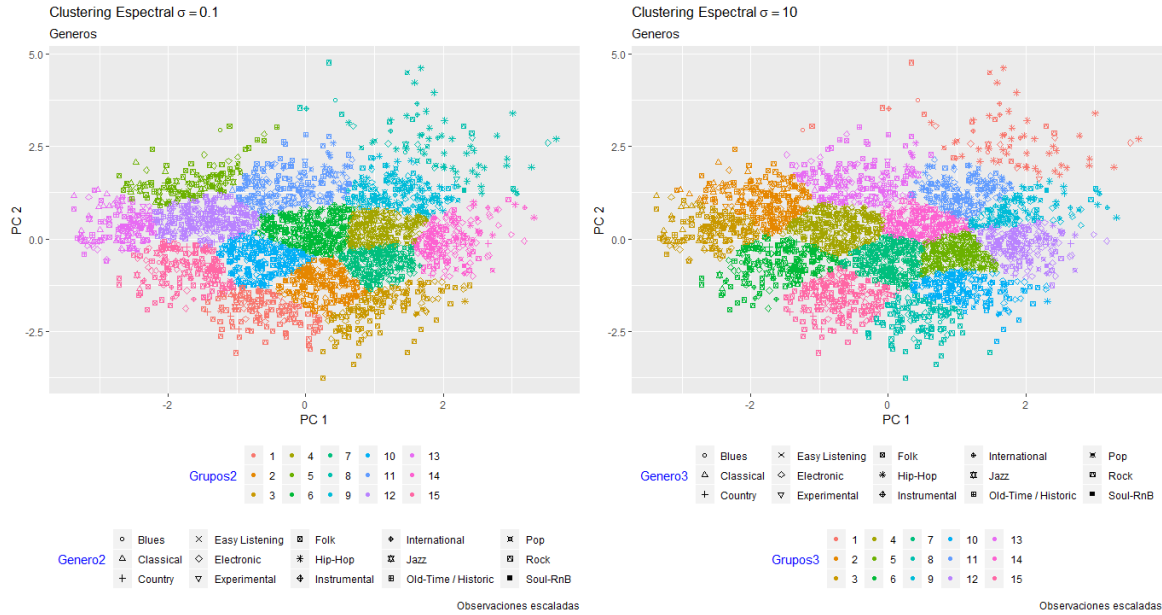 Clustering Espectral σ = 0.1
Generos
5.0
2.5
0.0
-2.5
PC 2
-2 0 2
PC 1
Grupos2
1 4 7 10 13
2 5 8 11 14
3 6 9 12 15
Genero2
Blues Easy Listening Folk International Pop
Classical Electronic Hip-Hop Jazz Rock
Country Experimental Instrumental Old-Time / Historic Soul-RnB
Observaciones escaladas
Clustering Espectral σ = 10
Generos
5.0
2.5
0.0
-2.5
PC 2
-2 0 2
PC 1
Genero3
Blues Easy Listening Folk International Pop
Classical Electronic Hip-Hop Jazz Rock
Country Experimental Instrumental Old-Time / Historic Soul-RnB
Grupos3
1 4 7 10 13
2 5 8 11 14
3 6 9 12 15
Observaciones escaladas